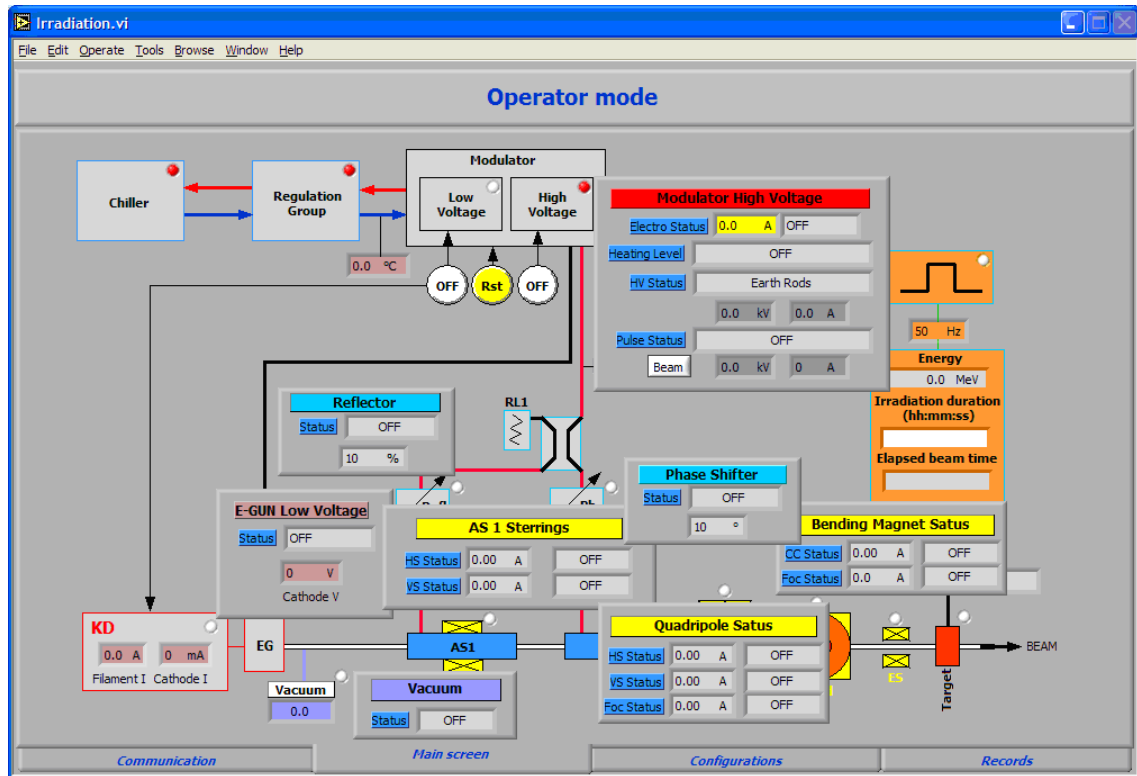 Irradiation.vi
File Edit Operate Tools Browse Window Help
Operator mode
Chiller
Regulation
Group
0.0 ºC
Modulator
Low
Voltage
High
Voltage
OFF
Rst
OFF
Modulator High Voltage
Electro Status 0.0 A OFF
Heating Level OFF
HV Status Earth Rods
0.0 kV 0.0 A
Pulse Status OFF
Beam 0.0 kV 0 A
50 Hz
Energy
0.0 MeV
Irradiation duration
(hh:mm:ss)
Elapsed beam time
Reflector
Status OFF
10 %
RL1
Phase Shifter
Status OFF
10 º
E-GUN Low Voltage
Status OFF
0 V
Cathode V
AS 1 Sterrings
HS Status 0.00 A OFF
VS Status 0.00 A OFF
Bending Magnet Satus
CC Status 0.00 A OFF
Foc Status 0.0 A OFF
KD
0.0 A 0 mA
Filament I Cathode I
EG
AS1
Vacuum
0.0
Vacuum
Status OFF
Quadripole Satus
HS Status 0.00 A OFF
VS Status 0.00 A OFF
Foc Status 0.00 A OFF
ES
Target
BEAM
Communication
Main screen
Configurations
Records